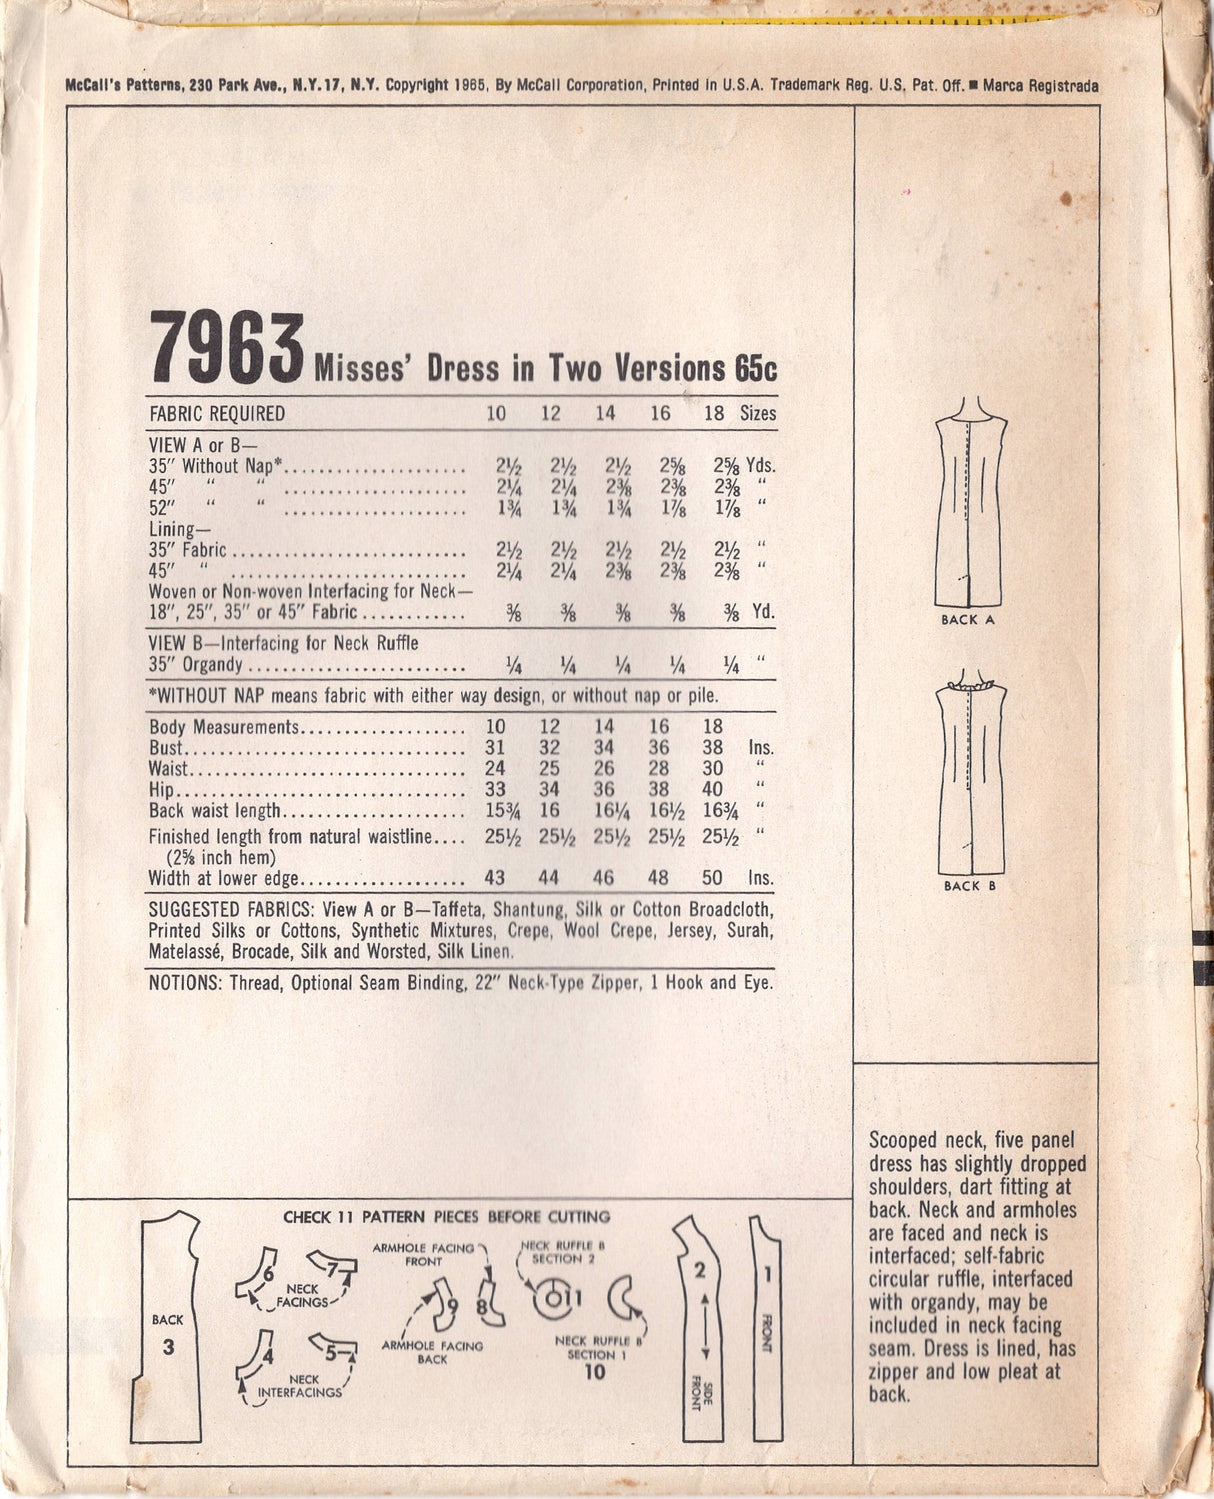 McCall's Patterns, 230 Park Ave., N.Y. 17, N.Y. Copyright 1965, By McCall Corporation, Printed in U.S.A. Trademark Reg. U.S. Pat. Off. ■ Marca Registrada
7963 Misses' Dress in Two Versions 65c
FABRIC REQUIRED 10 12 14 16 18 Sizes
VIEW A or B—
35" Without Nap*.................... 2½ 2½ 2½ 2⅝ 2⅝ Yds.
45" " " .................... 2¼ 2¼ 2⅜ 2⅜ 2⅜ "
52" " " .................... 1¾ 1¾ 1¾ 1⅞ 1⅞ "
Lining—
35" Fabric .......................... 2½ 2½ 2½ 2½ 2½ "
45" " .......................... 2¼ 2¼ 2⅜ 2⅜ 2⅜ "
Woven or Non-woven Interfacing for Neck—
18", 25", 35" or 45" Fabric ............ ⅜ ⅜ ⅜ ⅜ ⅜ Yd.
VIEW B—Interfacing for Neck Ruffle
35" Organdy ........................ ¼ ¼ ¼ ¼ ¼ "
*WITHOUT NAP means fabric with either way design, or without nap or pile.
Body Measurements................... 10 12 14 16 18
Bust................................ 31 32 34 36 38 Ins.
Waist............................... 24 25 26 28 30 "
Hip................................. 33 34 36 38 40 "
Back waist length..................... 15¾ 16 16¼ 16½ 16¾ "
Finished length from natural waistline.... 25½ 25½ 25½ 25½ 25½ "
(2⅝ inch hem)
Width at lower edge................... 43 44 46 48 50 Ins.
SUGGESTED FABRICS: View A or B—Taffeta, Shantung, Silk or Cotton Broadcloth,
Printed Silks or Cottons, Synthetic Mixtures, Crepe, Wool Crepe, Jersey, Surah,
Matelassé, Brocade, Silk and Worsted, Silk Linen.
NOTIONS: Thread, Optional Seam Binding, 22" Neck-Type Zipper, 1 Hook and Eye.
BACK A
BACK B
Scooped neck, five panel
dress has slightly dropped
shoulders, dart fitting at
back. Neck and armholes
are faced and neck is
interfaced; self-fabric
circular ruffle, interfaced
with organdy, may be
included in neck facing
seam. Dress is lined, has
zipper and low pleat at
back.
CHECK 11 PATTERN PIECES BEFORE CUTTING
BACK
3
6
7
NECK
FACINGS
4
5
NECK
INTERFACINGS
ARMHOLE FACING
FRONT
9
8
ARMHOLE FACING
BACK
NECK RUFFLE B
SECTION 2
11
NECK RUFFLE B
SECTION 1
10
2
SIDE
FRONT
1
FRONT